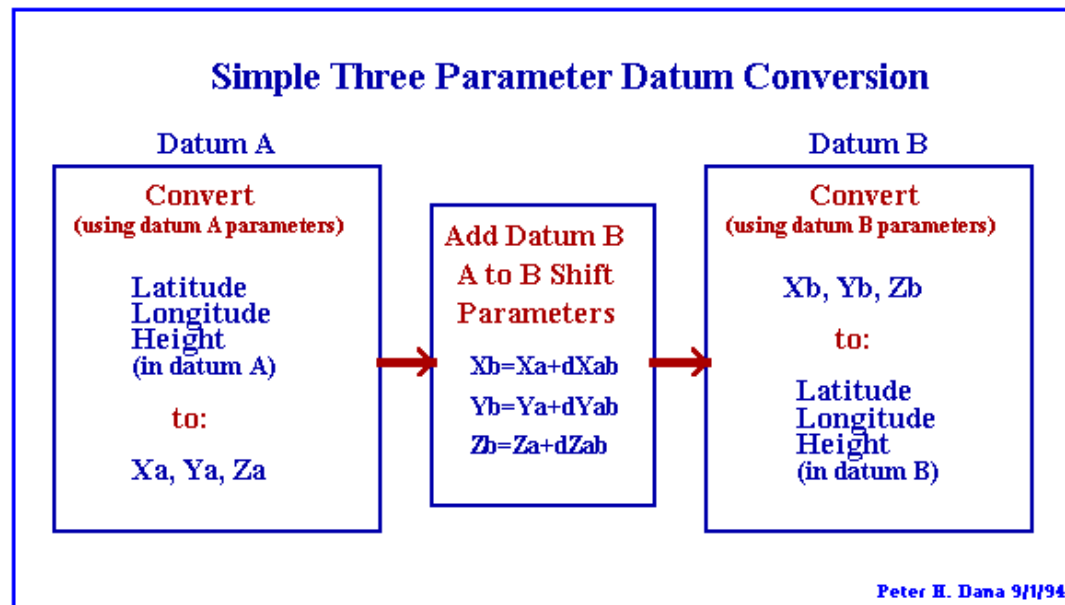 Simple Three Parameter Datum Conversion
Datum A
Convert
(using datum A parameters)
Latitude
Longitude
Height
(in datum A)
to:
Xa, Ya, Za
Add Datum B
A to B Shift
Parameters
Xb=Xa+dXab
Yb=Ya+dYab
Zb=Za+dZab
Datum B
Convert
(using datum B parameters)
Xb, Yb, Zb
to:
Latitude
Longitude
Height
(in datum B)
Peter H. Dana 9/1/94